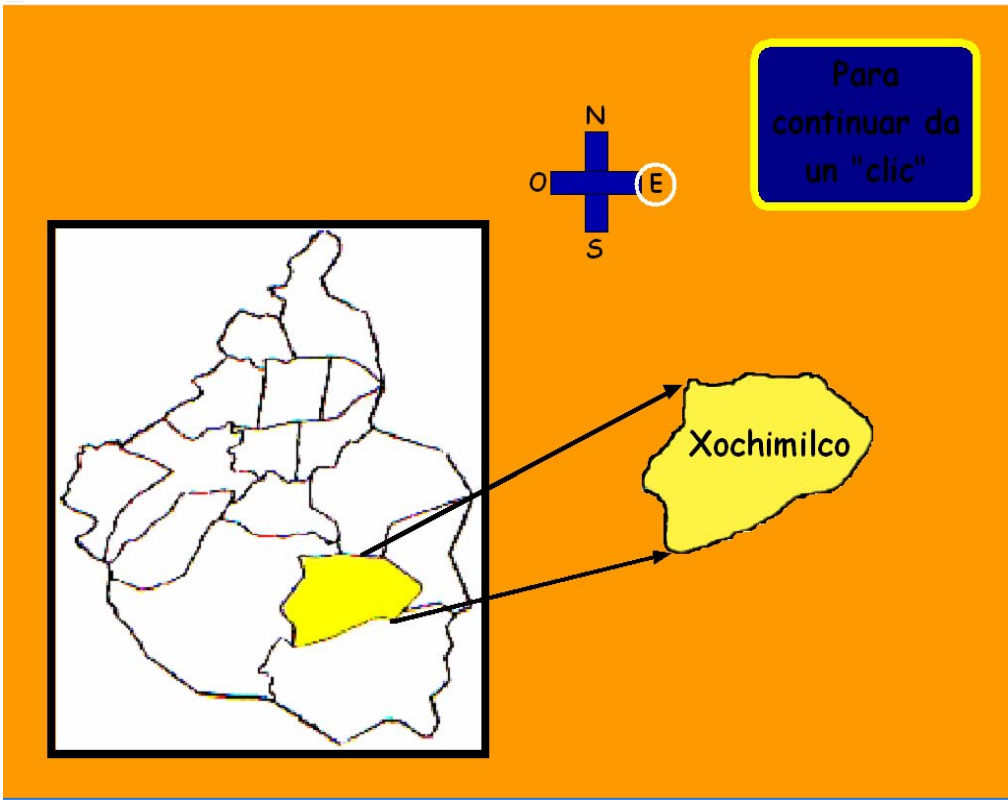 Para
continuar da
un "clic"
N
O
E
S
Xochimilco